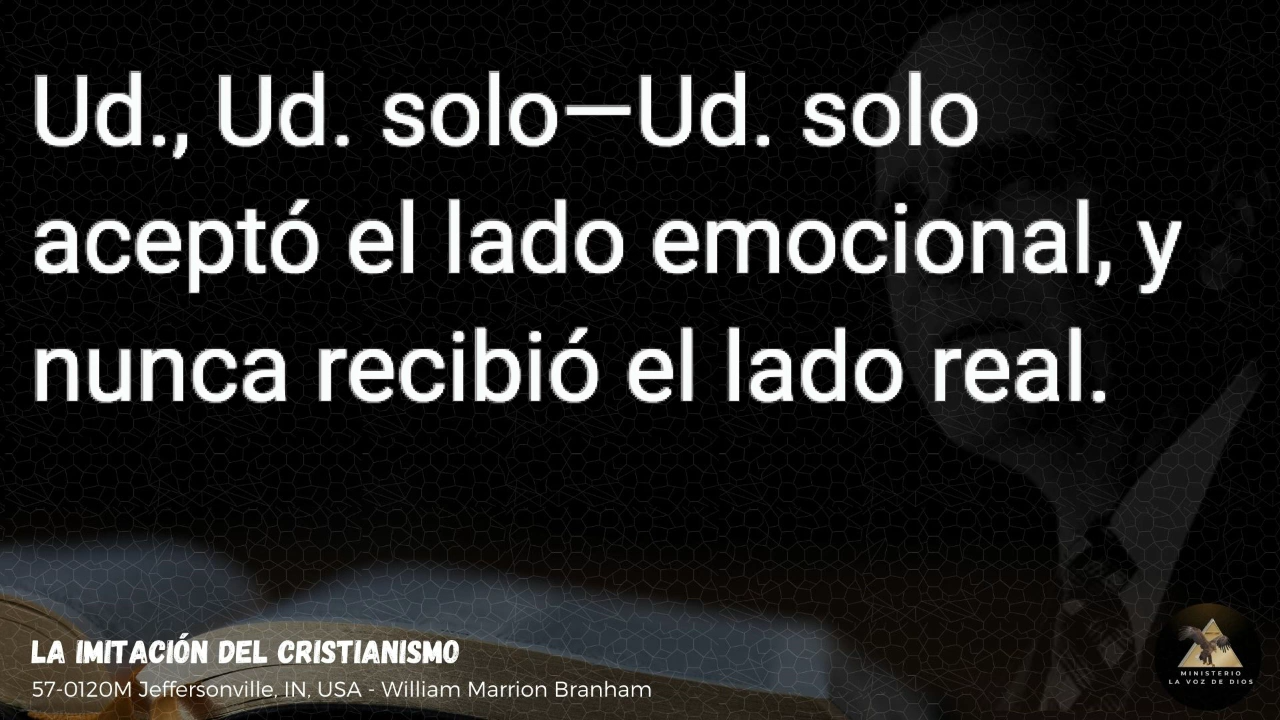 Ud., Ud. solo—Ud. solo
aceptó el lado emocional, y
nunca recibió el lado real.
LA IMITACIÓN DEL CRISTIANISMO
57-0120M Jeffersonville, IN, USA - William Marrion Branham
MINISTERIO
LA VOZ DE DIOS